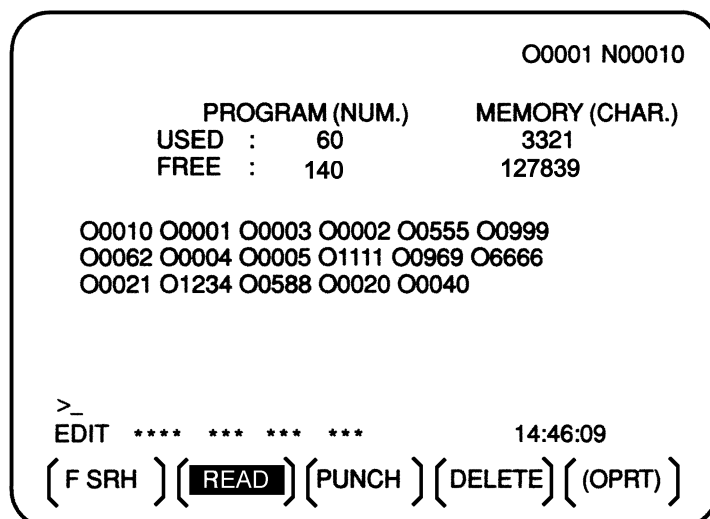 O0001 N00010
PROGRAM (NUM.) MEMORY (CHAR.)
USED : 60 3321
FREE : 140 127839
O0010 O0001 O0003 O0002 O0555 O0999
O0062 O0004 O0005 O1111 O0969 O6666
O0021 O1234 O0588 O0020 O0040
>_
EDIT **** *** *** *** 14:46:09
[ F SRH ] [ READ ] [ PUNCH ] [ DELETE ] [ (OPRT) ]